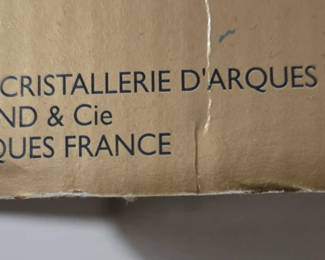 CRISTALLERIE D'ARQUES
ND & Cie
QUES FRANCE